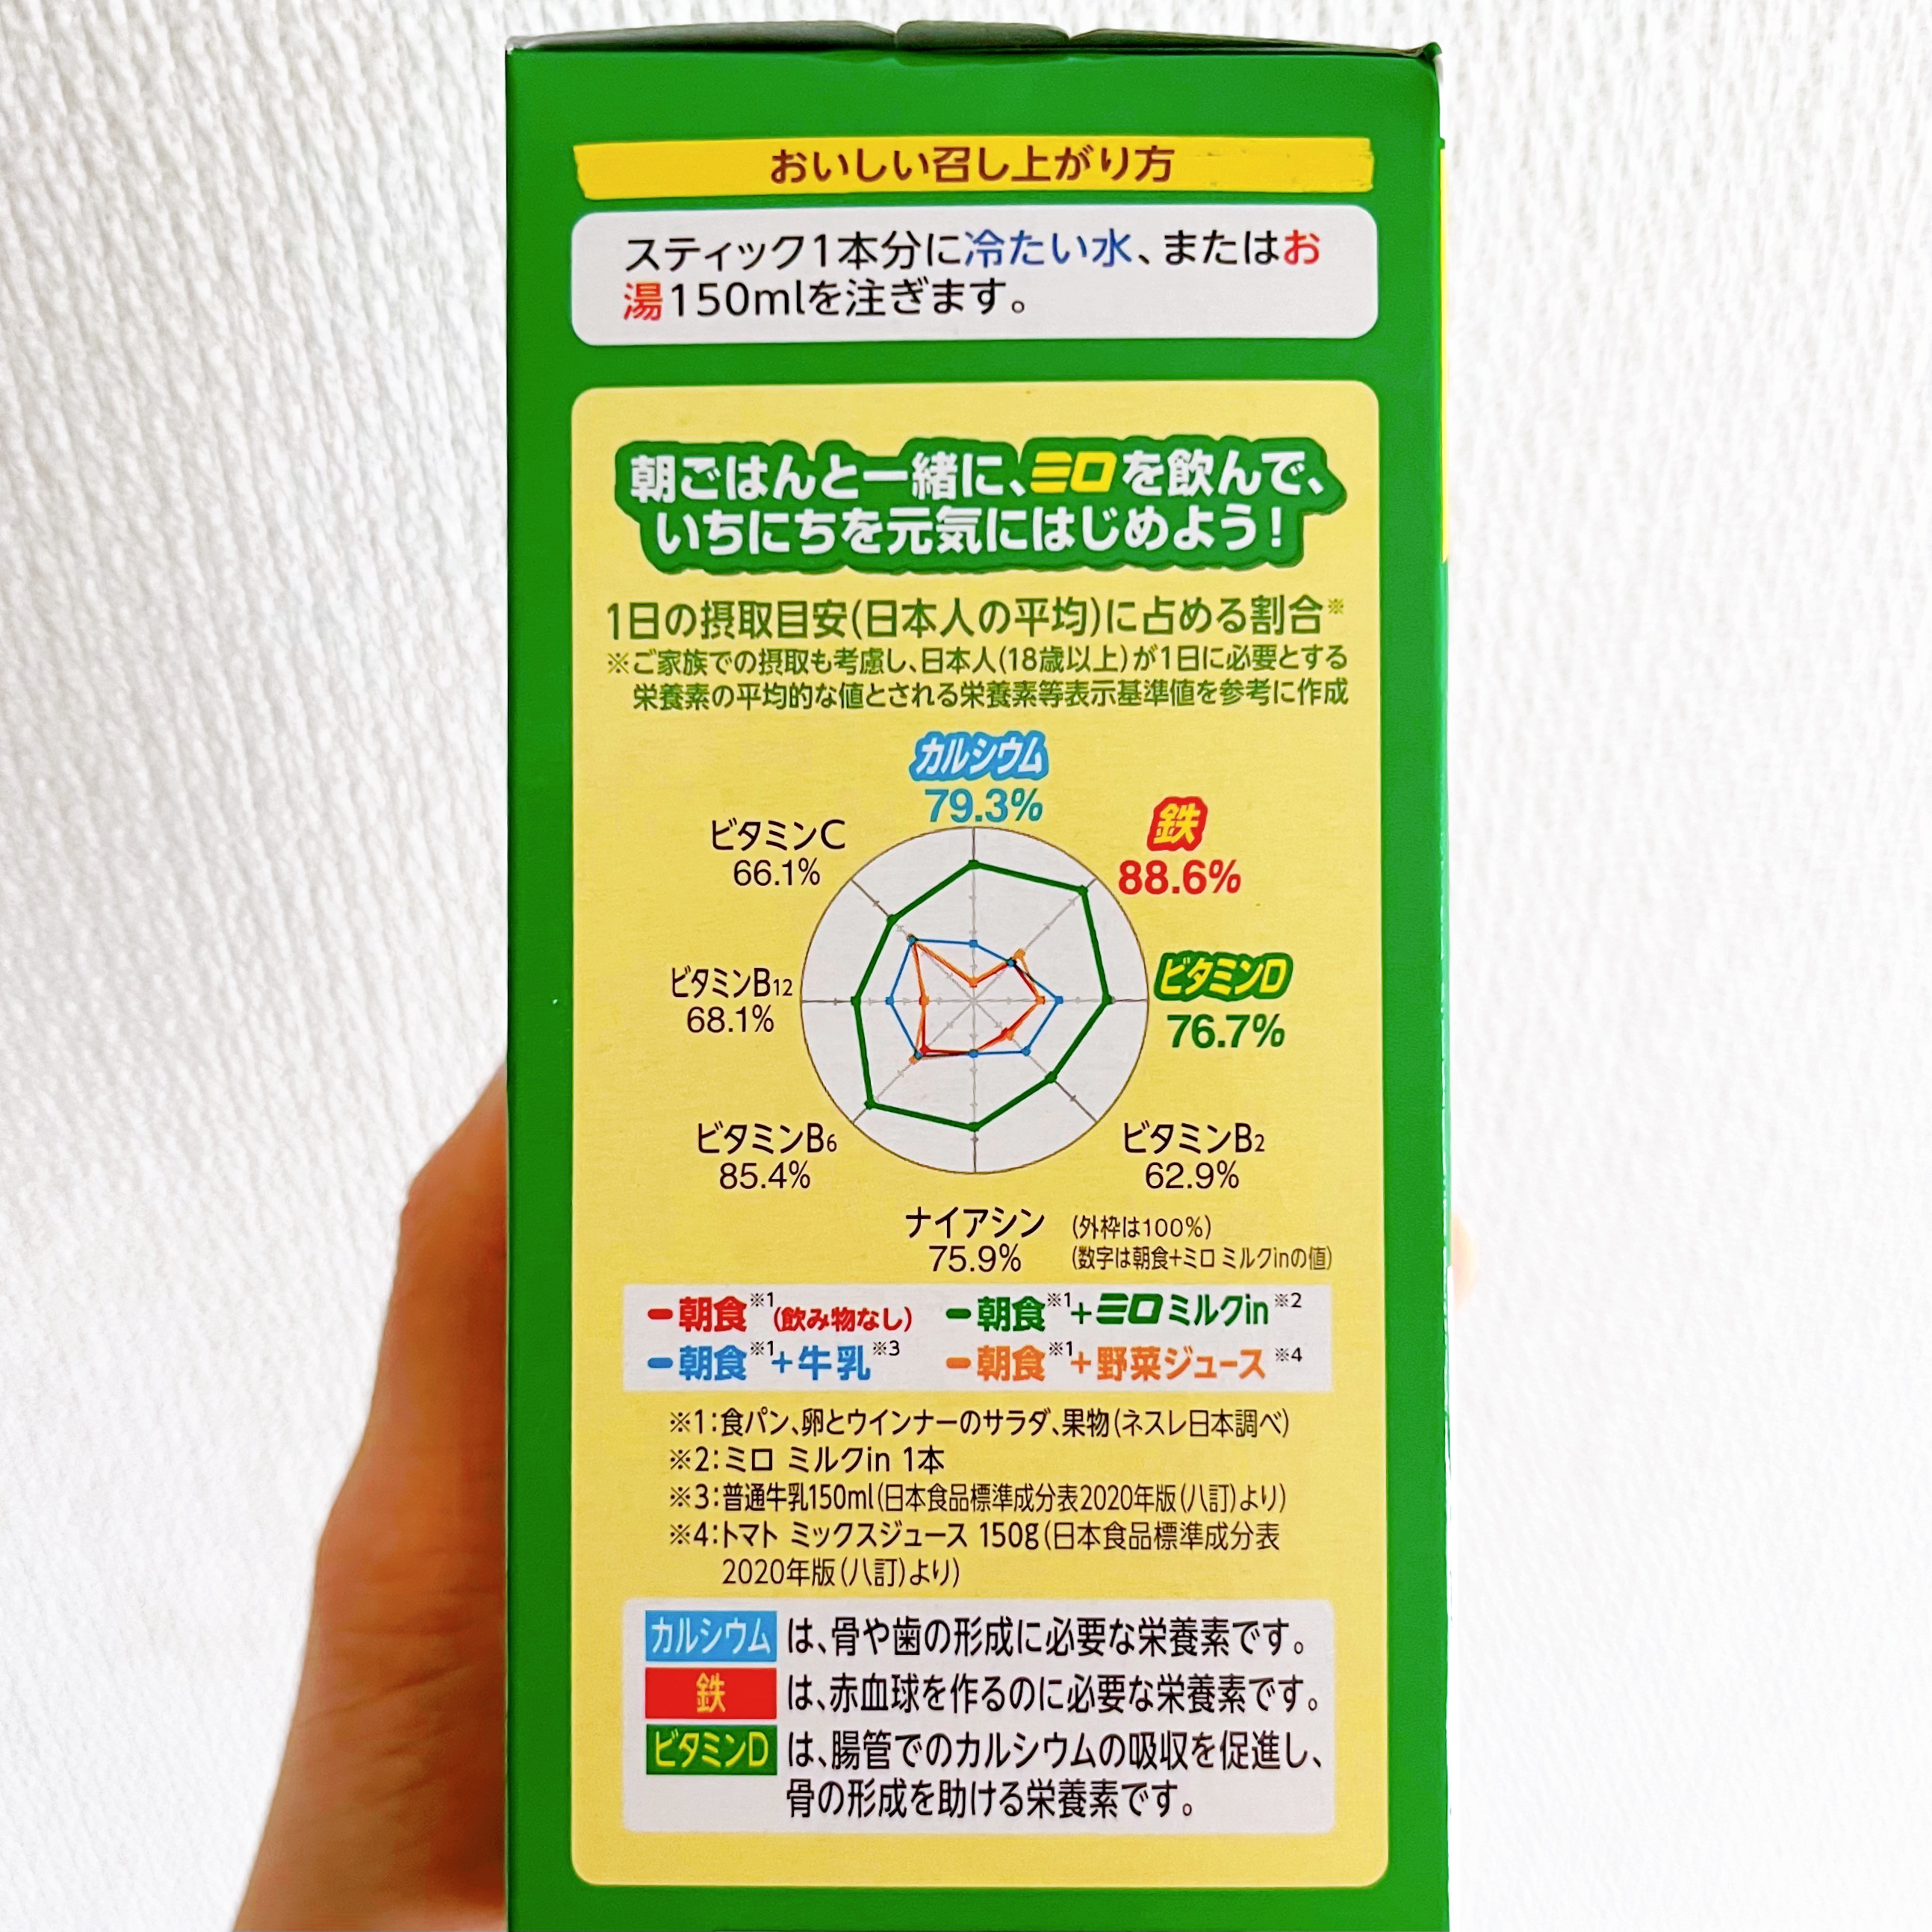 おいしい召し上がり方
スティック1本分に冷たい水、またはお
湯150mlを注ぎます。
朝ごはんと一緒に、ミロを飲んで、
いちにちを元気にはじめよう!
1日の摂取目安(日本人の平均)に占める割合※
※ご家族での摂取も考慮し、日本人(18歳以上)が1日に必要とする
栄養素の平均的な値とされる栄養素等表示基準値を参考に作成
カルシウム
79.3%
鉄
88.6%
ビタミンC
66.1%
ビタミンD
76.7%
ビタミンB12
68.1%
ビタミンB6
85.4%
ビタミンB2
62.9%
ナイアシン
75.9%
(外枠は100%)
(数字は朝食+ミロ ミルクinの値)
朝食※1(飲み物なし)
朝食※1+ミロミルクin※2
朝食※1+牛乳※3
朝食※1+野菜ジュース※4
※1:食パン、卵とウインナーのサラダ、果物(ネスレ日本調べ)
※2:ミロ ミルクin 1本
※3:普通牛乳150ml(日本食品標準成分表2020年版(八訂)より)
※4:トマト ミックスジュース 150g(日本食品標準成分表
2020年版(八訂)より)
カルシウム は、骨や歯の形成に必要な栄養素です。
鉄 は、赤血球を作るのに必要な栄養素です。
ビタミンD は、腸管でのカルシウムの吸収を促進し、
骨の形成を助ける栄養素です。